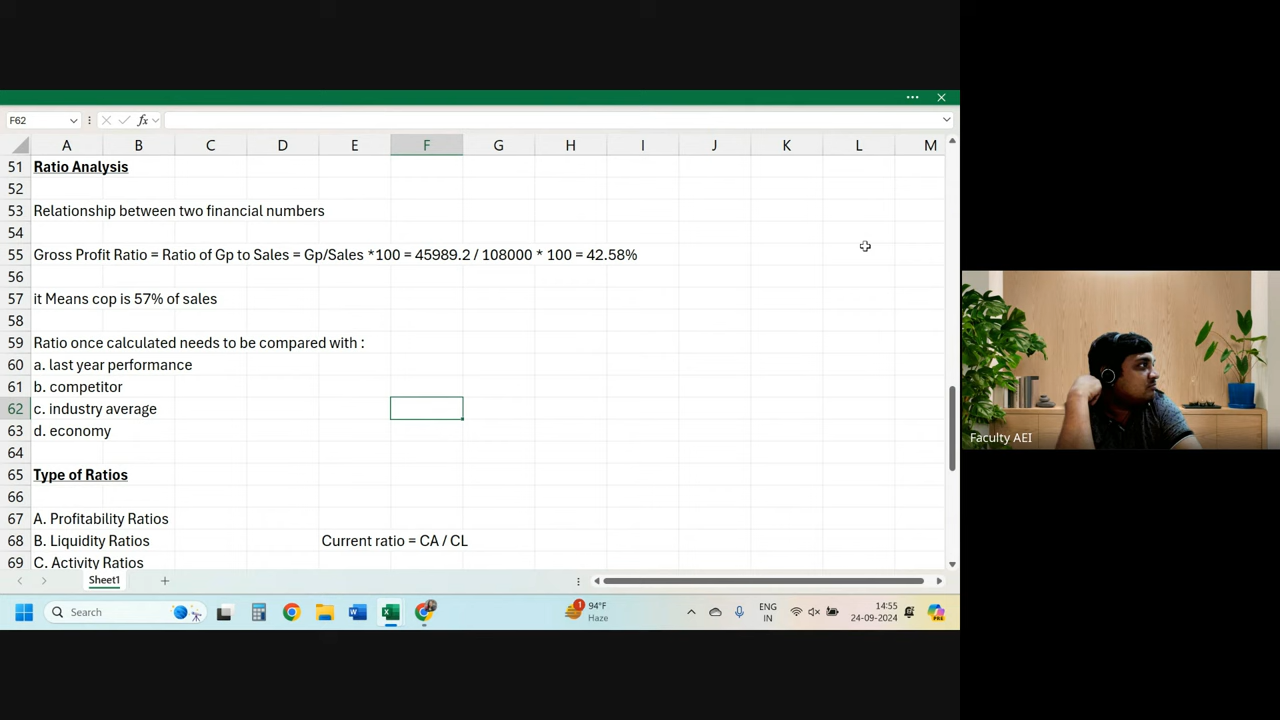 F62
fx
A B C D E F G H I J K L M
51 Ratio Analysis
52
53 Relationship between two financial numbers
54
55 Gross Profit Ratio = Ratio of Gp to Sales = Gp/Sales *100 = 45989.2 / 108000 * 100 = 42.58%
56
57 it Means cop is 57% of sales
58
59 Ratio once calculated needs to be compared with :
60 a. last year performance
61 b. competitor
62 c. industry average
63 d. economy
64
65 Type of Ratios
66
67 A. Profitability Ratios
68 B. Liquidity Ratios Current ratio = CA / CL
69 C. Activity Ratios
Faculty AEI
Sheet1
Search
1
94°F
Haze
ENG
IN
14:55
24-09-2024
PRE